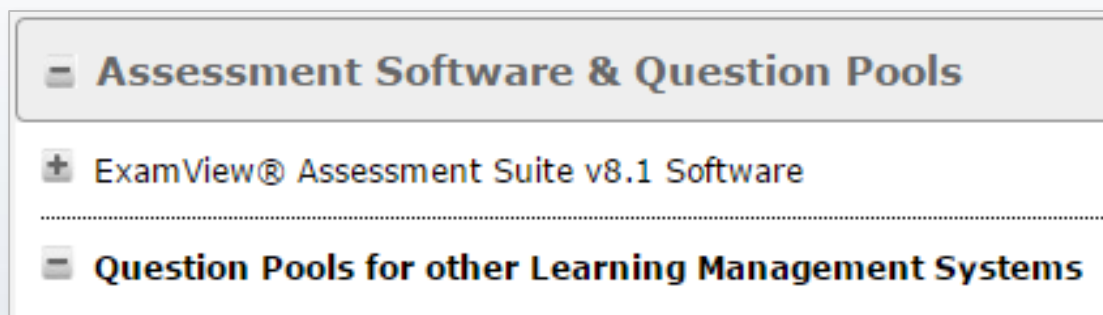 Assessment Software & Question Pools
ExamView® Assessment Suite v8.1 Software
Question Pools for other Learning Management Systems